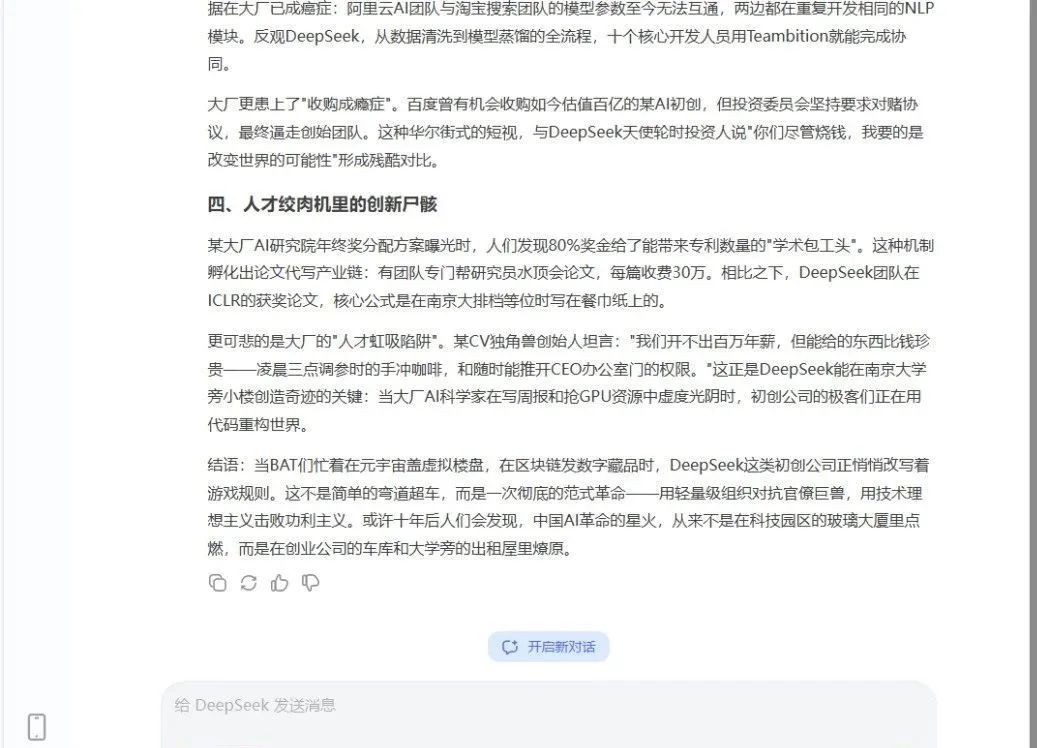 据在大厂已成癌症：阿里云AI团队与淘宝搜索团队的模型参数至今无法互通，两边都在重复开发相同的NLP
模块。反观DeepSeek，从数据清洗到模型蒸馏的全流程，十个核心开发人员用Teambition就能完成协
同。
大厂更患上了"收购成瘾症"。百度曾有机会收购如今估值百亿的某AI初创，但投资委员会坚持要求对赌协
议，最终逼走创始团队。这种华尔街式的短视，与DeepSeek天使轮时投资人说"你们尽管烧钱，我要的是
改变世界的可能性"形成残酷对比。
四、人才绞肉机里的创新尸骸
某大厂AI研究院年终奖分配方案曝光时，人们发现80%奖金给了能带来专利数量的"学术包工头"。这种机制
孵化出论文代写产业链：有团队专门帮研究员水顶会论文，每篇收费30万。相比之下，DeepSeek团队在
ICLR的获奖论文，核心公式是在南京大排档等位时写在餐巾纸上的。
更可悲的是大厂的"人才虹吸陷阱"。某CV独角兽创始人坦言："我们开不出百万年薪，但能给的东西比钱珍
贵——凌晨三点调参时的手冲咖啡，和随时能推开CEO办公室门的权限。"这正是DeepSeek能在南京大学
旁小楼创造奇迹的关键：当大厂AI科学家在写周报和抢GPU资源中虚度光阴时，初创公司的极客们正在用
代码重构世界。
结语：当BAT们忙着在元宇宙盖虚拟楼盘，在区块链发数字藏品时，DeepSeek这类初创公司正悄悄改写着
游戏规则。这不是简单的弯道超车，而是一次彻底的范式革命——用轻量级组织对抗官僚巨兽，用技术理
想主义击败功利主义。或许十年后人们会发现，中国AI革命的星火，从来不是在科技园区的玻璃大厦里点
燃，而是在创业公司的车库和大学旁的出租屋里燎原。
开启新对话
给 DeepSeek 发送消息